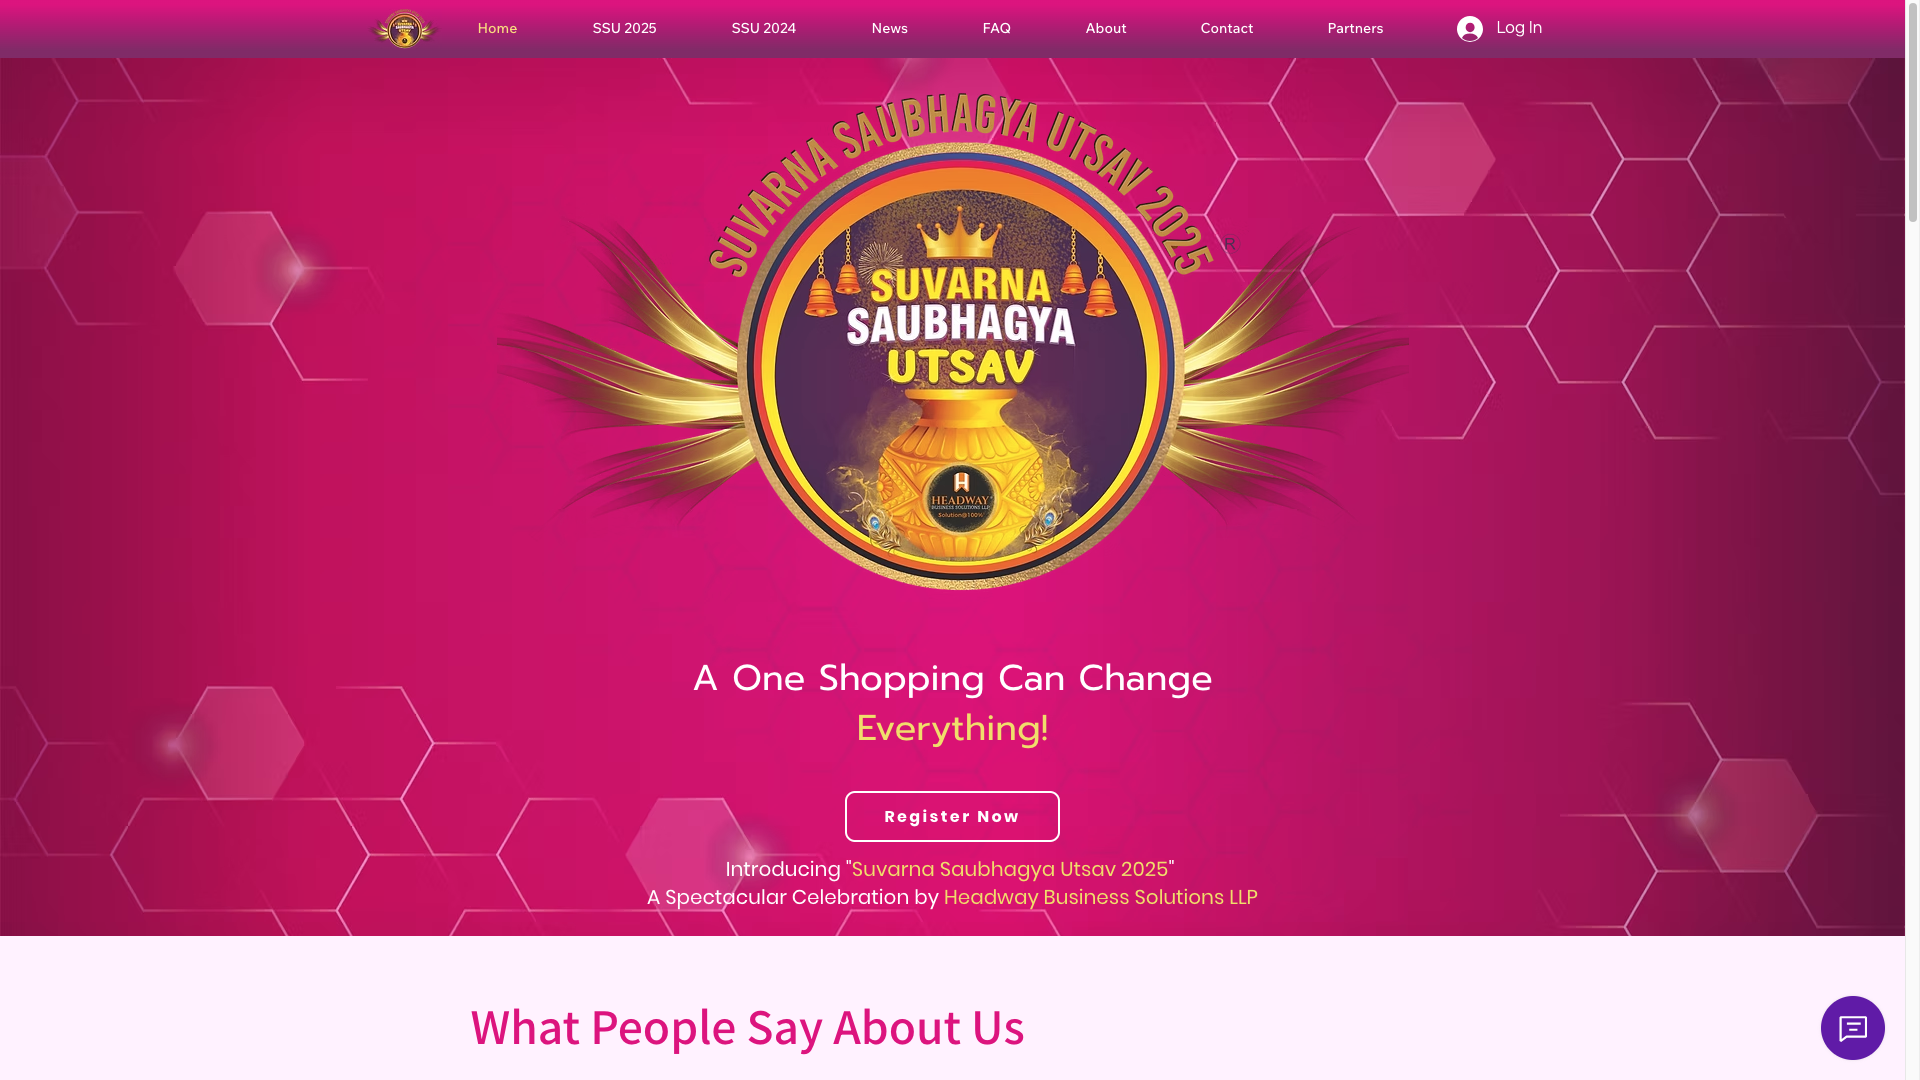 Home
SSU 2025
SSU 2024
News
FAQ
About
Contact
Partners
Log In
SUVARNA SAUBHAGYA UTSAV 2025
R
SUVARNA
SAUBHAGYA
UTSAV
HEADWAY
BUSINESS SOLUTIONS LLP
Solution@100%
A One Shopping Can Change
Everything!
Register Now
Introducing "Suvarna Saubhagya Utsav 2025"
A Spectacular Celebration by Headway Business Solutions LLP
What People Say About Us